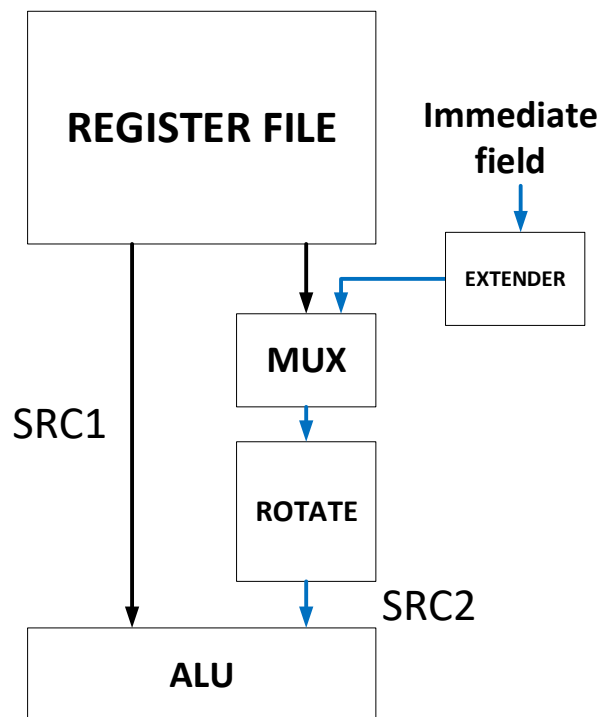 REGISTER FILE
Immediate
field
EXTENDER
MUX
SRC1
ROTATE
SRC2
ALU